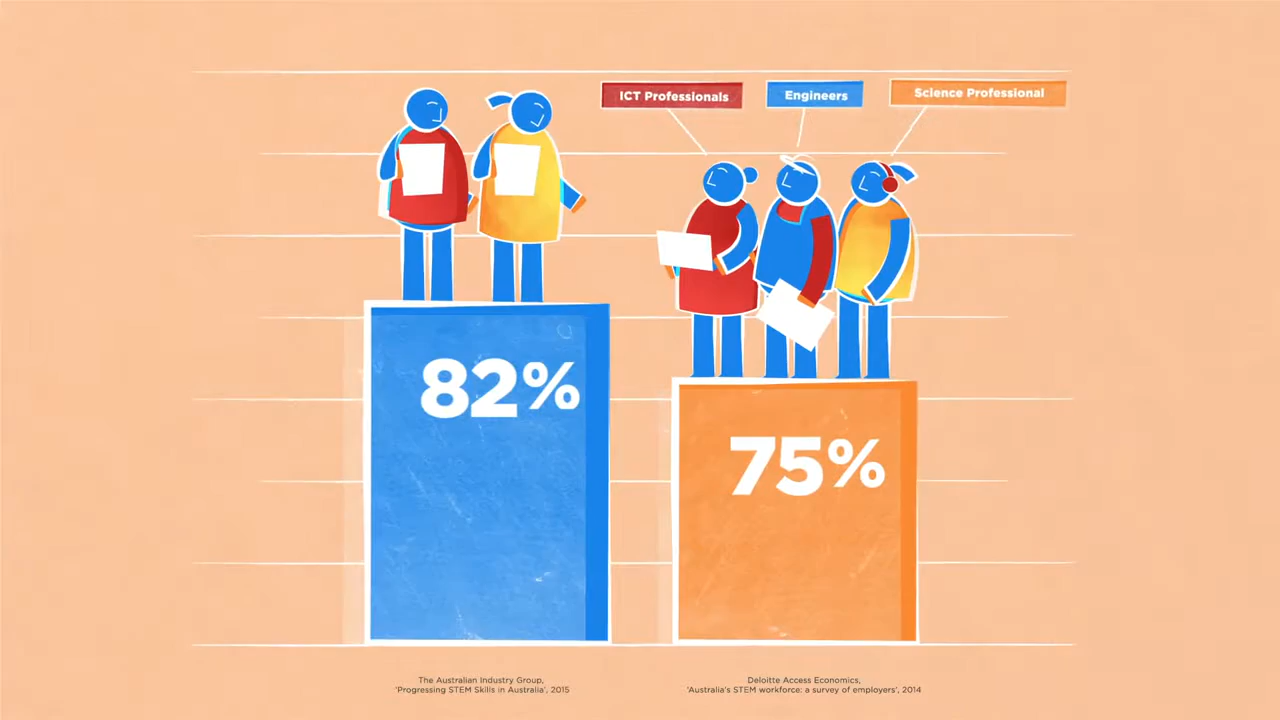 ICT Professionals
Engineers
Science Professional
82%
75%
The Australian Industry Group,
'Progressing STEM Skills in Australia', 2015
Deloitte Access Economics,
'Australia's STEM workforce: a survey of employers', 2014